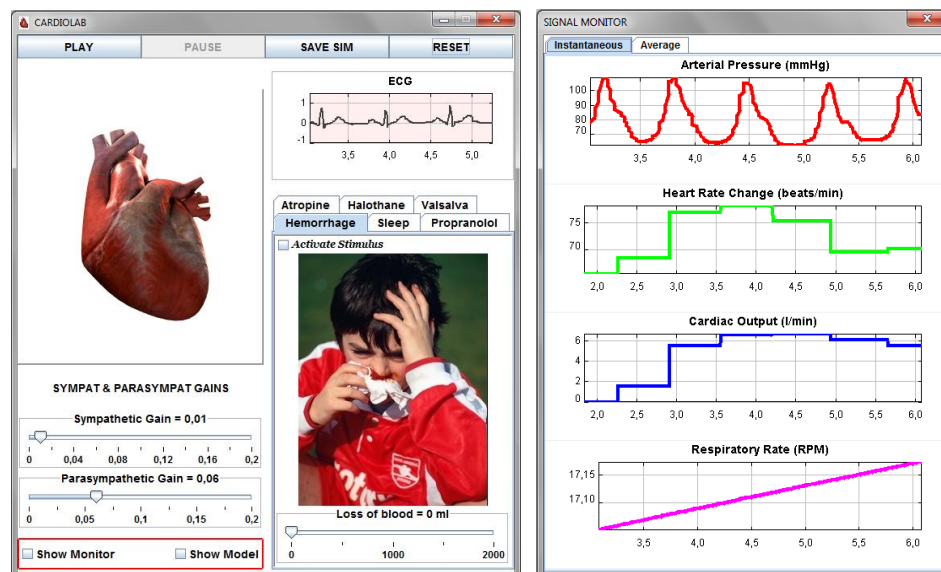 CARDIOLAB
PLAY PAUSE SAVE SIM RESET
ECG
1
0
-1
3,5 4,0 4,5 5,0
Atropine Halothane Valsalva
Hemorrhage Sleep Propranolol
Activate Stimulus
SYMPAT & PARASYMPAT GAINS
Sympathetic Gain = 0,01
0 0,04 0,08 0,12 0,16 0,2
Parasympathetic Gain = 0,06
0 0,05 0,1 0,15 0,2
Show Monitor Show Model
Loss of blood = 0 ml
0 1000 2000
SIGNAL MONITOR
Instantaneous Average
Arterial Pressure (mmHg)
100
90
80
70
3,5 4,0 4,5 5,0 5,5 6,0
Heart Rate Change (beats/min)
75
70
2,0 2,5 3,0 3,5 4,0 4,5 5,0 5,5 6,0
Cardiac Output (l/min)
6
4
2
0
2,0 2,5 3,0 3,5 4,0 4,5 5,0 5,5 6,0
Respiratory Rate (RPM)
17,15
17,10
3,5 4,0 4,5 5,0 5,5 6,0